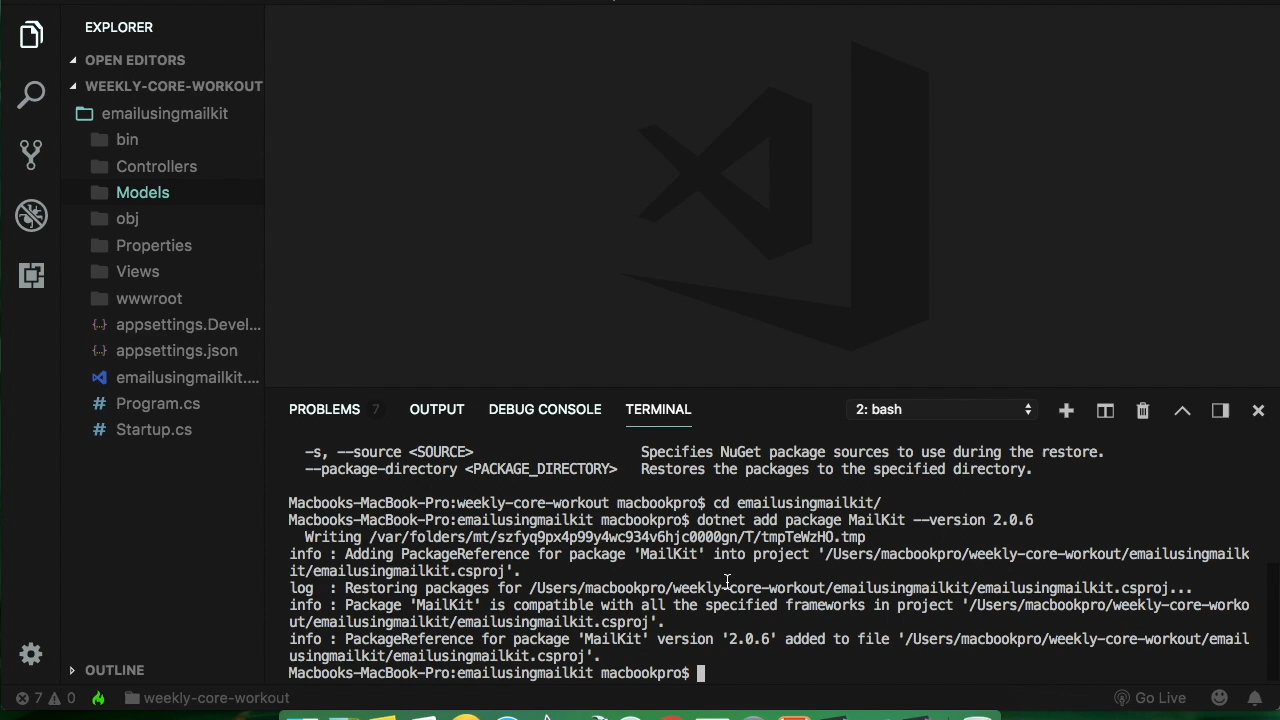 EXPLORER
OPEN EDITORS
WEEKLY-CORE-WORKOUT
emailusingmailkit
bin
Controllers
Models
obj
Properties
Views
wwwroot
appsettings.Devel...
appsettings.json
emailusingmailkit....
Program.cs
Startup.cs
OUTLINE
PROBLEMS 7 OUTPUT DEBUG CONSOLE TERMINAL 2: bash
-s, --source <SOURCE> Specifies NuGet package sources to use during the restore.
--package-directory <PACKAGE_DIRECTORY> Restores the packages to the specified directory.
Macbooks-MacBook-Pro:weekly-core-workout macbookpro$ cd emailusingmailkit/
Macbooks-MacBook-Pro:emailusingmailkit macbookpro$ dotnet add package MailKit --version 2.0.6
Writing /var/folders/mt/szfyq9px4p99y4wc934v6hjc0000gn/T/tmpTeWzHO.tmp
info : Adding PackageReference for package 'MailKit' into project '/Users/macbookpro/weekly-core-workout/emailusingmailk
it/emailusingmailkit.csproj'.
log : Restoring packages for /Users/macbookpro/weekly-core-workout/emailusingmailkit/emailusingmailkit.csproj...
info : Package 'MailKit' is compatible with all the specified frameworks in project '/Users/macbookpro/weekly-core-worko
ut/emailusingmailkit/emailusingmailkit.csproj'.
info : PackageReference for package 'MailKit' version '2.0.6' added to file '/Users/macbookpro/weekly-core-workout/email
usingmailkit/emailusingmailkit.csproj'.
Macbooks-MacBook-Pro:emailusingmailkit macbookpro$
7 0 weekly-core-workout Go Live